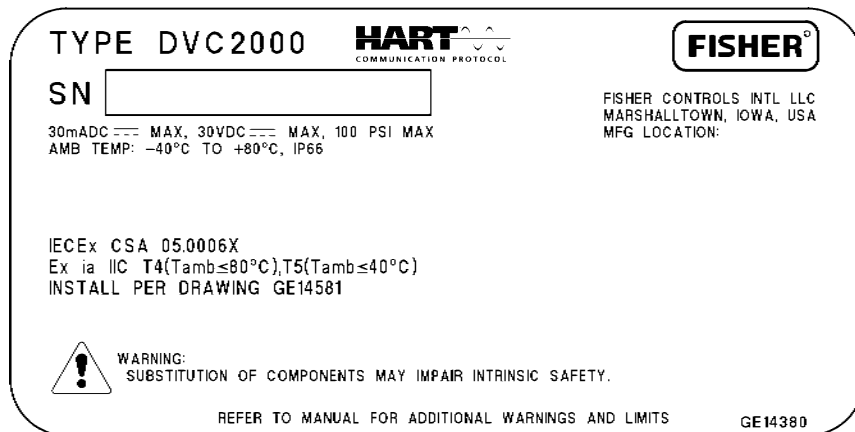 TYPE DVC2000
HART
COMMUNICATION PROTOCOL
FISHER
SN
FISHER CONTROLS INTL LLC
MARSHALLTOWN, IOWA, USA
MFG LOCATION:
30mADC ⎓ MAX, 30VDC ⎓ MAX, 100 PSI MAX
AMB TEMP: -40°C TO +80°C, IP66
IECEx CSA 05.0006X
Ex ia IIC T4(Tamb≤80°C),T5(Tamb≤40°C)
INSTALL PER DRAWING GE14581
WARNING:
SUBSTITUTION OF COMPONENTS MAY IMPAIR INTRINSIC SAFETY.
REFER TO MANUAL FOR ADDITIONAL WARNINGS AND LIMITS
GE14380